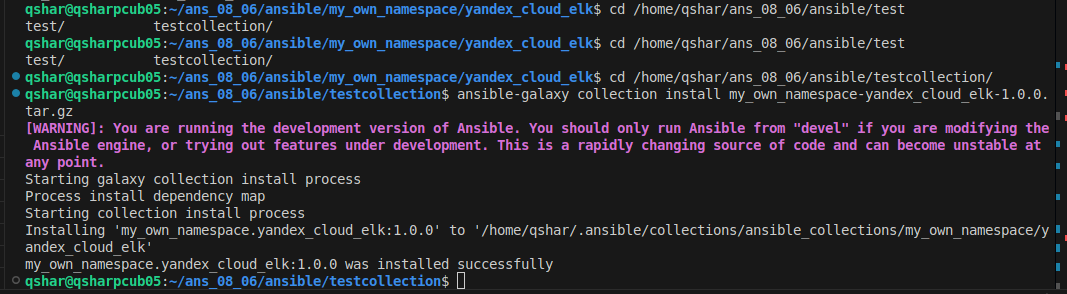 qshar@qsharpcub05:~/ans_08_06/ansible/my_own_namespace/yandex_cloud_elk$ cd /home/qshar/ans_08_06/ansible/test
test/           testcollection/
qshar@qsharpcub05:~/ans_08_06/ansible/my_own_namespace/yandex_cloud_elk$ cd /home/qshar/ans_08_06/ansible/test
test/           testcollection/
qshar@qsharpcub05:~/ans_08_06/ansible/my_own_namespace/yandex_cloud_elk$ cd /home/qshar/ans_08_06/ansible/testcollection/
qshar@qsharpcub05:~/ans_08_06/ansible/testcollection$ ansible-galaxy collection install my_own_namespace-yandex_cloud_elk-1.0.0.
tar.gz
[WARNING]: You are running the development version of Ansible. You should only run Ansible from "devel" if you are modifying the
Ansible engine, or trying out features under development. This is a rapidly changing source of code and can become unstable at
any point.
Starting galaxy collection install process
Process install dependency map
Starting collection install process
Installing 'my_own_namespace.yandex_cloud_elk:1.0.0' to '/home/qshar/.ansible/collections/ansible_collections/my_own_namespace/y
andex_cloud_elk'
my_own_namespace.yandex_cloud_elk:1.0.0 was installed successfully
qshar@qsharpcub05:~/ans_08_06/ansible/testcollection$